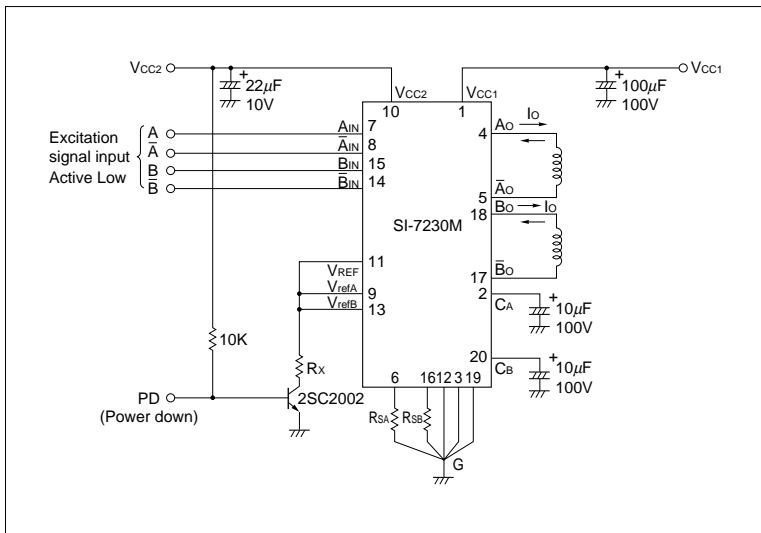 VCC2
+
22μF
10V
VCC2
10
VCC1
1
+
100μF
100V
VCC1
Excitation
signal input
Active Low
A
A̅
B
B̅
AIN
7
A̅IN
8
BIN
15
B̅IN
14
SI-7230M
4
AO
IO
5
A̅O
18
BO
IO
17
B̅O
2
CA
+
10μF
100V
20
CB
+
10μF
100V
11
VREF
9
VrefA
13
VrefB
10K
RX
PD
(Power down)
2SC2002
6
16
12
3
19
RSA
RSB
G